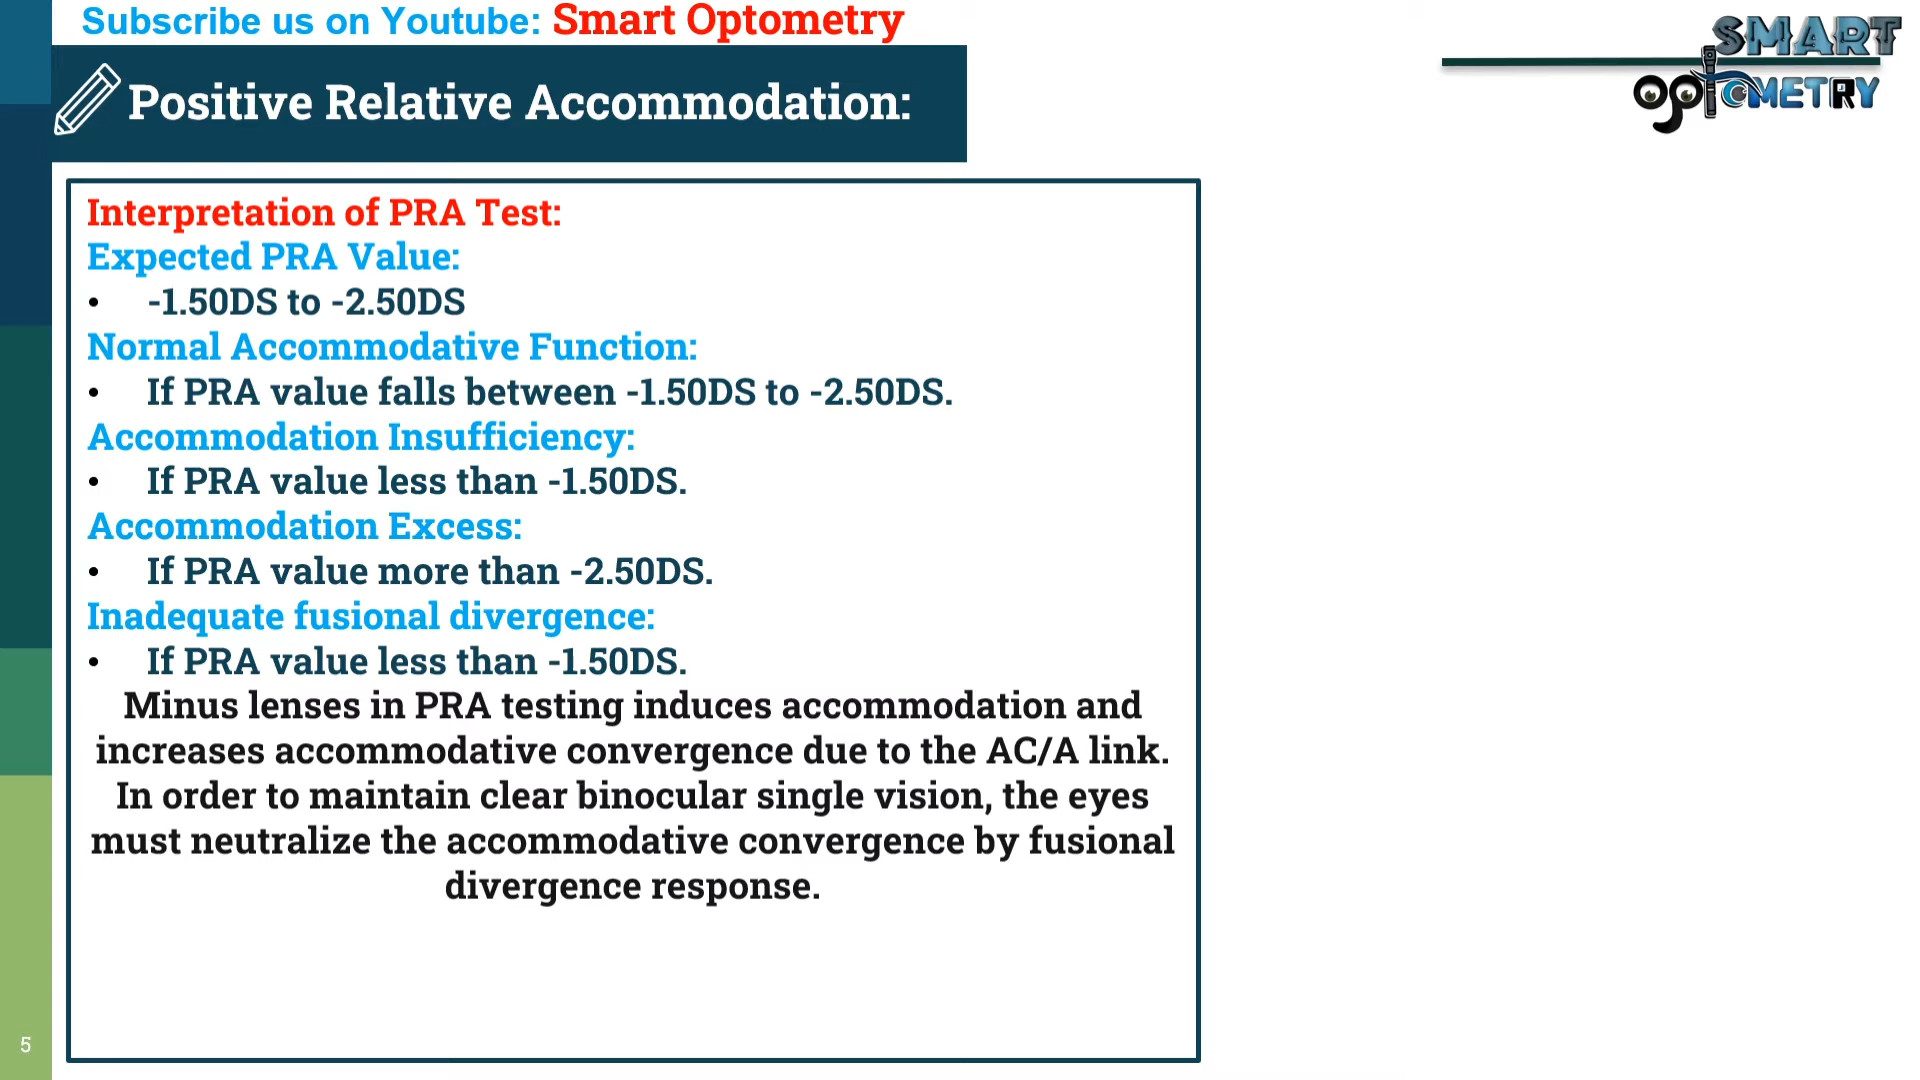 Subscribe us on Youtube: Smart Optometry
SMART
OptOMETRY
Positive Relative Accommodation:
Interpretation of PRA Test:
Expected PRA Value:
• -1.50DS to -2.50DS
Normal Accommodative Function:
• If PRA value falls between -1.50DS to -2.50DS.
Accommodation Insufficiency:
• If PRA value less than -1.50DS.
Accommodation Excess:
• If PRA value more than -2.50DS.
Inadequate fusional divergence:
• If PRA value less than -1.50DS.
Minus lenses in PRA testing induces accommodation and
increases accommodative convergence due to the AC/A link.
In order to maintain clear binocular single vision, the eyes
must neutralize the accommodative convergence by fusional
divergence response.
5